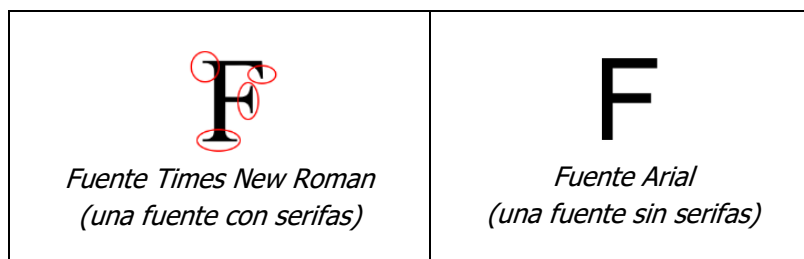 F
Fuente Times New Roman
(una fuente con serifas)
F
Fuente Arial
(una fuente sin serifas)